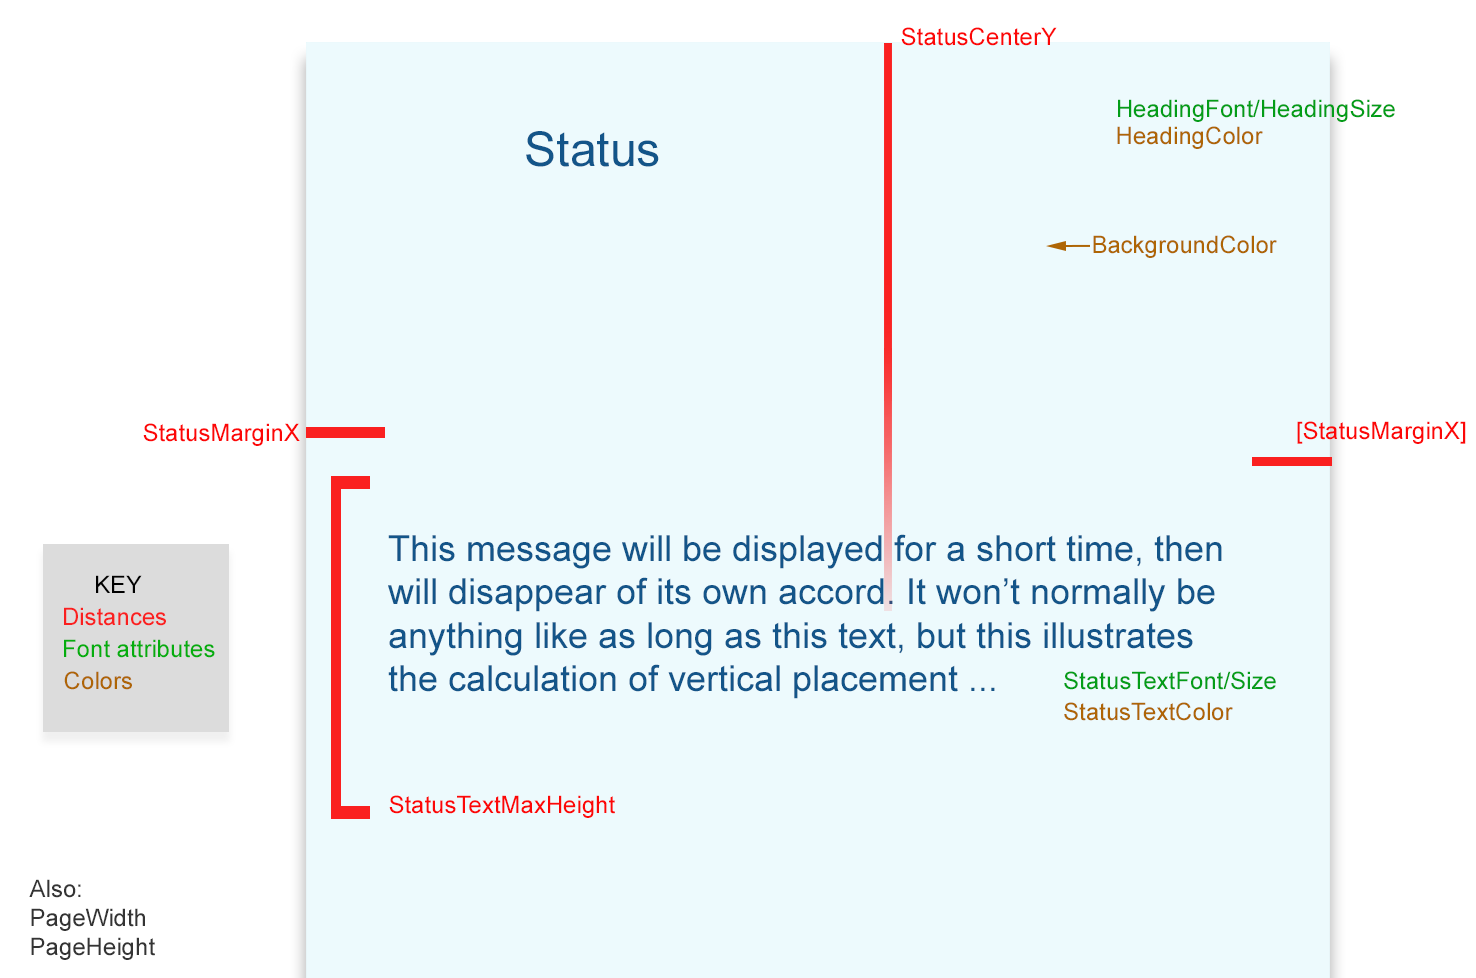 StatusCenterY
HeadingFont/HeadingSize
HeadingColor
Status
BackgroundColor
StatusMarginX
[StatusMarginX]
This message will be displayed for a short time, then
will disappear of its own accord. It won’t normally be
anything like as long as this text, but this illustrates
the calculation of vertical placement ...
StatusTextFont/Size
StatusTextColor
StatusTextMaxHeight
KEY
Distances
Font attributes
Colors
Also:
PageWidth
PageHeight